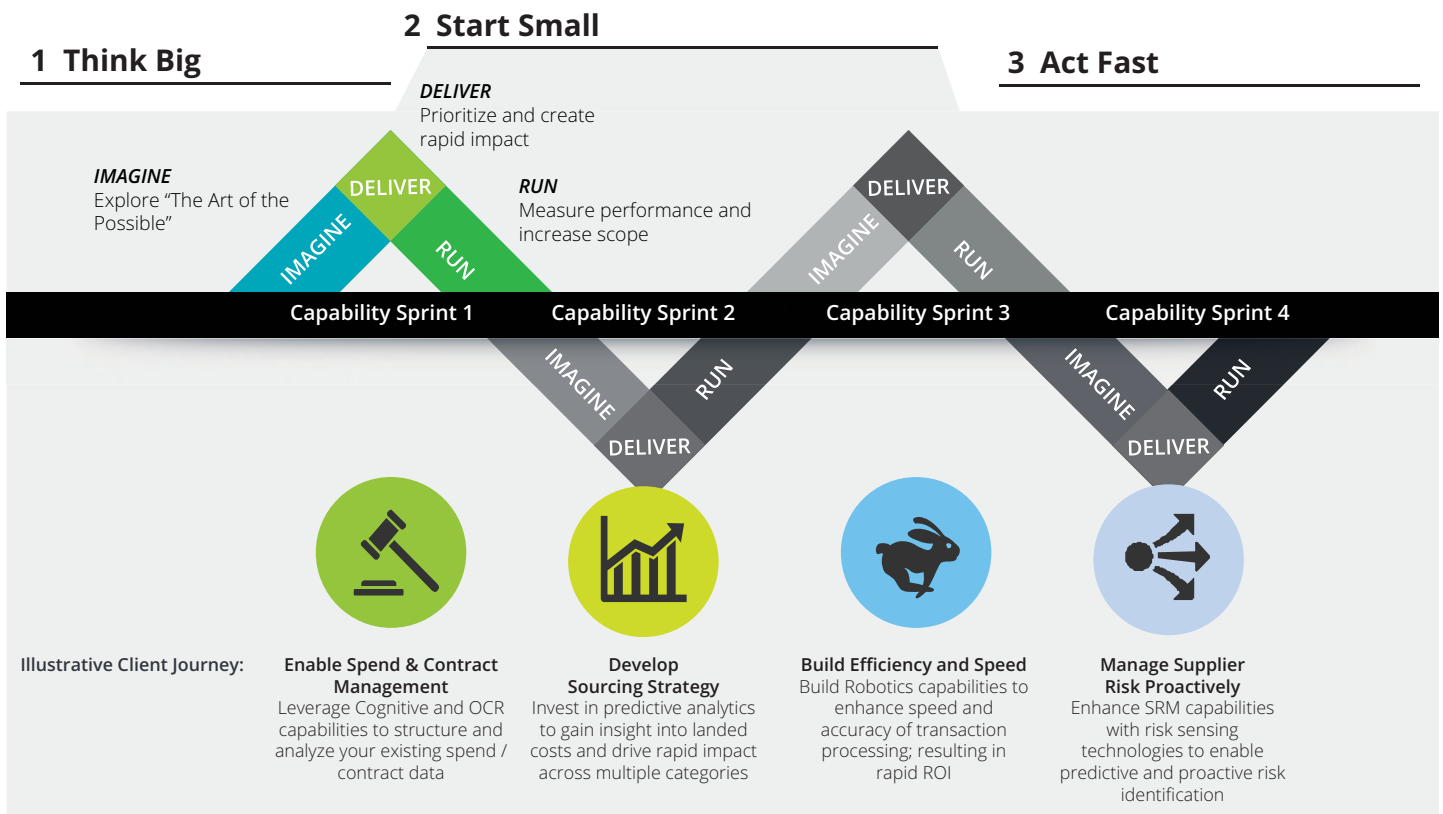 1 Think Big
2 Start Small
3 Act Fast
IMAGINE
Explore “The Art of the
Possible”
DELIVER
Prioritize and create
rapid impact
RUN
Measure performance and
increase scope
IMAGINE
DELIVER
RUN
IMAGINE
DELIVER
RUN
Capability Sprint 1
Capability Sprint 2
Capability Sprint 3
Capability Sprint 4
IMAGINE
DELIVER
RUN
IMAGINE
DELIVER
RUN
Illustrative Client Journey:
Enable Spend & Contract
Management
Leverage Cognitive and OCR
capabilities to structure and
analyze your existing spend /
contract data
Develop
Sourcing Strategy
Invest in predictive analytics
to gain insight into landed
costs and drive rapid impact
across multiple categories
Build Efficiency and Speed
Build Robotics capabilities to
enhance speed and
accuracy of transaction
processing; resulting in
rapid ROI
Manage Supplier
Risk Proactively
Enhance SRM capabilities
with risk sensing
technologies to enable
predictive and proactive risk
identification